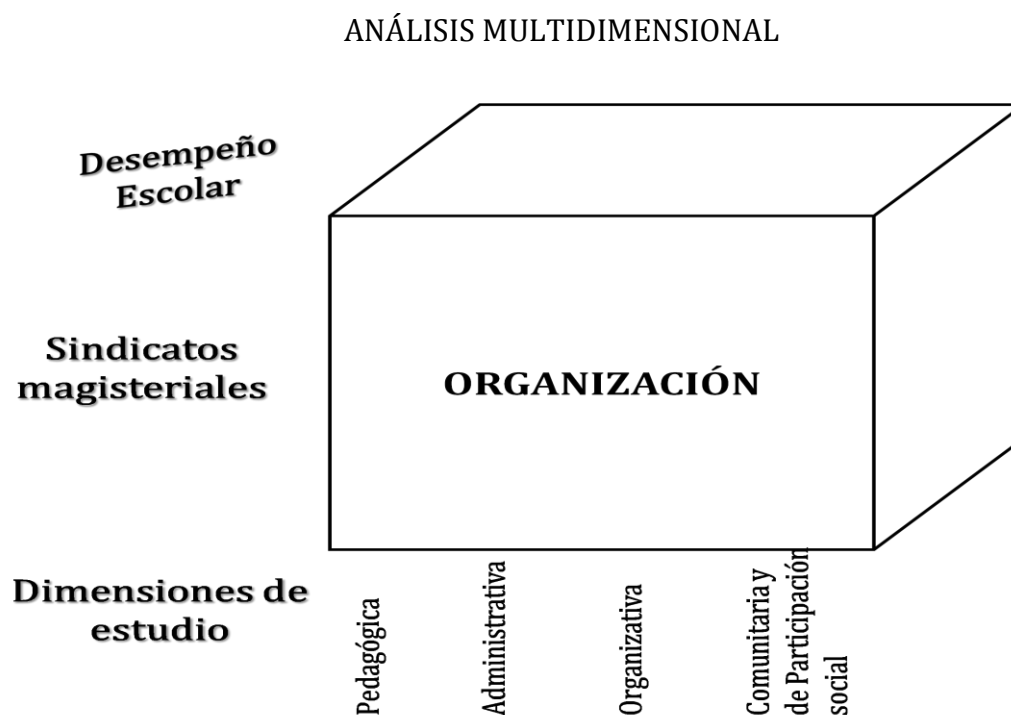 ANÁLISIS MULTIDIMENSIONAL
Desempeño
Escolar
Sindicatos
magisteriales
ORGANIZACIÓN
Dimensiones de
estudio
Pedagógica
Administrativa
Organizativa
Comunitaria y
de Participación
social